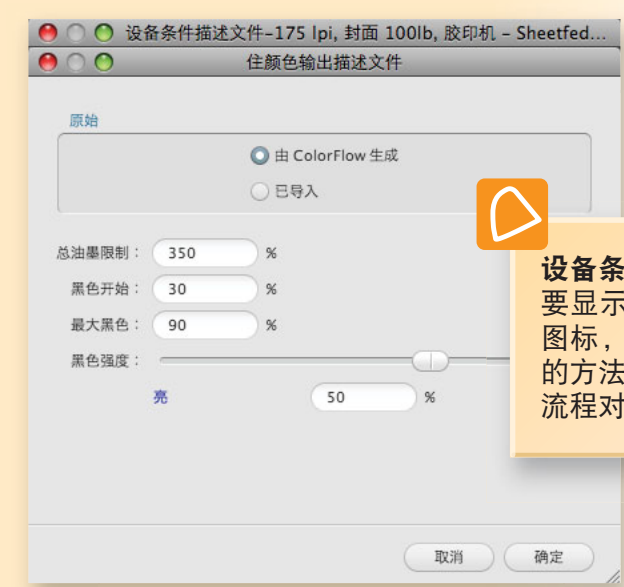 设备条件描述文件-175 lpi, 封面 100lb, 胶印机 - Sheetfed...
住颜色输出描述文件
原始
由 ColorFlow 生成
已导入
总油墨限制： 350 %
黑色开始： 30 %
最大黑色： 90 %
黑色强度：
亮 50 %
设备条
要显示
图标，
的方法
流程对
取消 确定